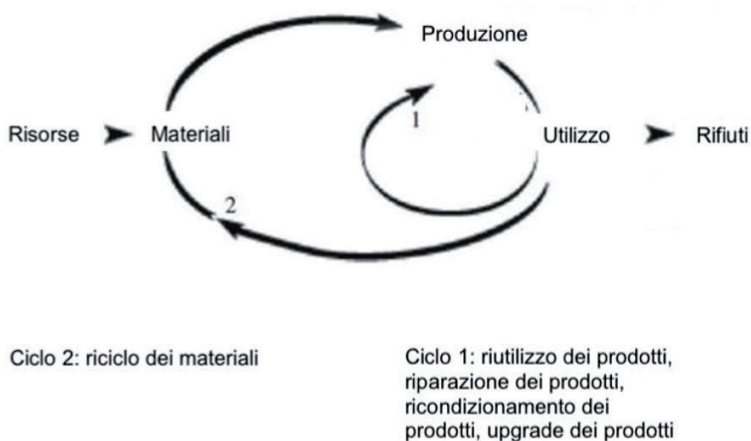 Produzione
1
Risorse
Materiali
Utilizzo
Rifiuti
2
Ciclo 2: riciclo dei materiali
Ciclo 1: riutilizzo dei prodotti,
riparazione dei prodotti,
ricondizionamento dei
prodotti, upgrade dei prodotti